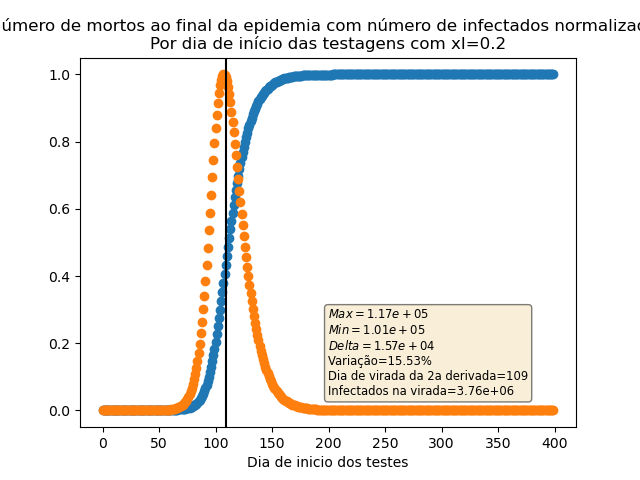 úmero de mortos ao final da epidemia com número de infectados normalizad
Por dia de início das testagens com xI=0.2
1.0
0.8
0.6
0.4
0.2
0.0
Max = 1.17e + 05
Min = 1.01e + 05
Delta = 1.57e + 04
Variação=15.53%
Dia de virada da 2a derivada=109
Infectados na virada=3.76e+06
0 50 100 150 200 250 300 350 400
Dia de inicio dos testes